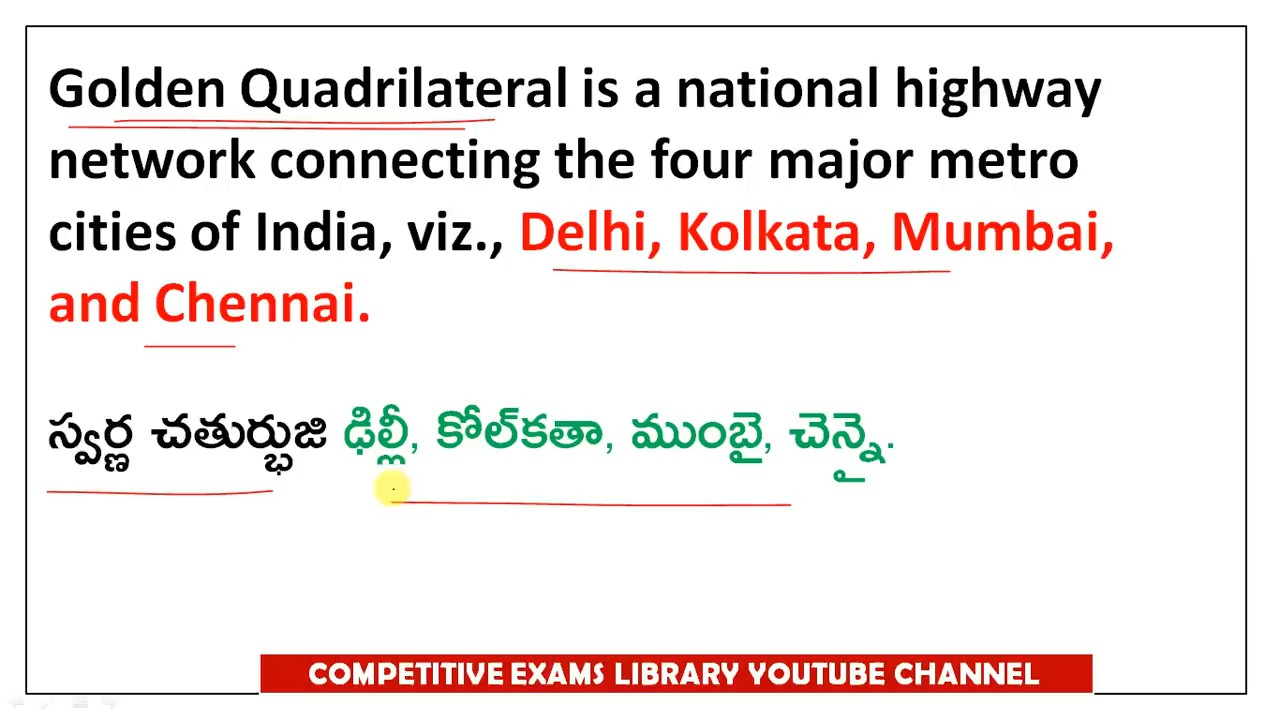 Golden Quadrilateral is a national highway
network connecting the four major metro
cities of India, viz., Delhi, Kolkata, Mumbai,
and Chennai.
స్వర్ణ చతుర్భుజి ఢిల్లీ, కోల్‌కతా, ముంబై, చెన్నై.
COMPETITIVE EXAMS LIBRARY YOUTUBE CHANNEL